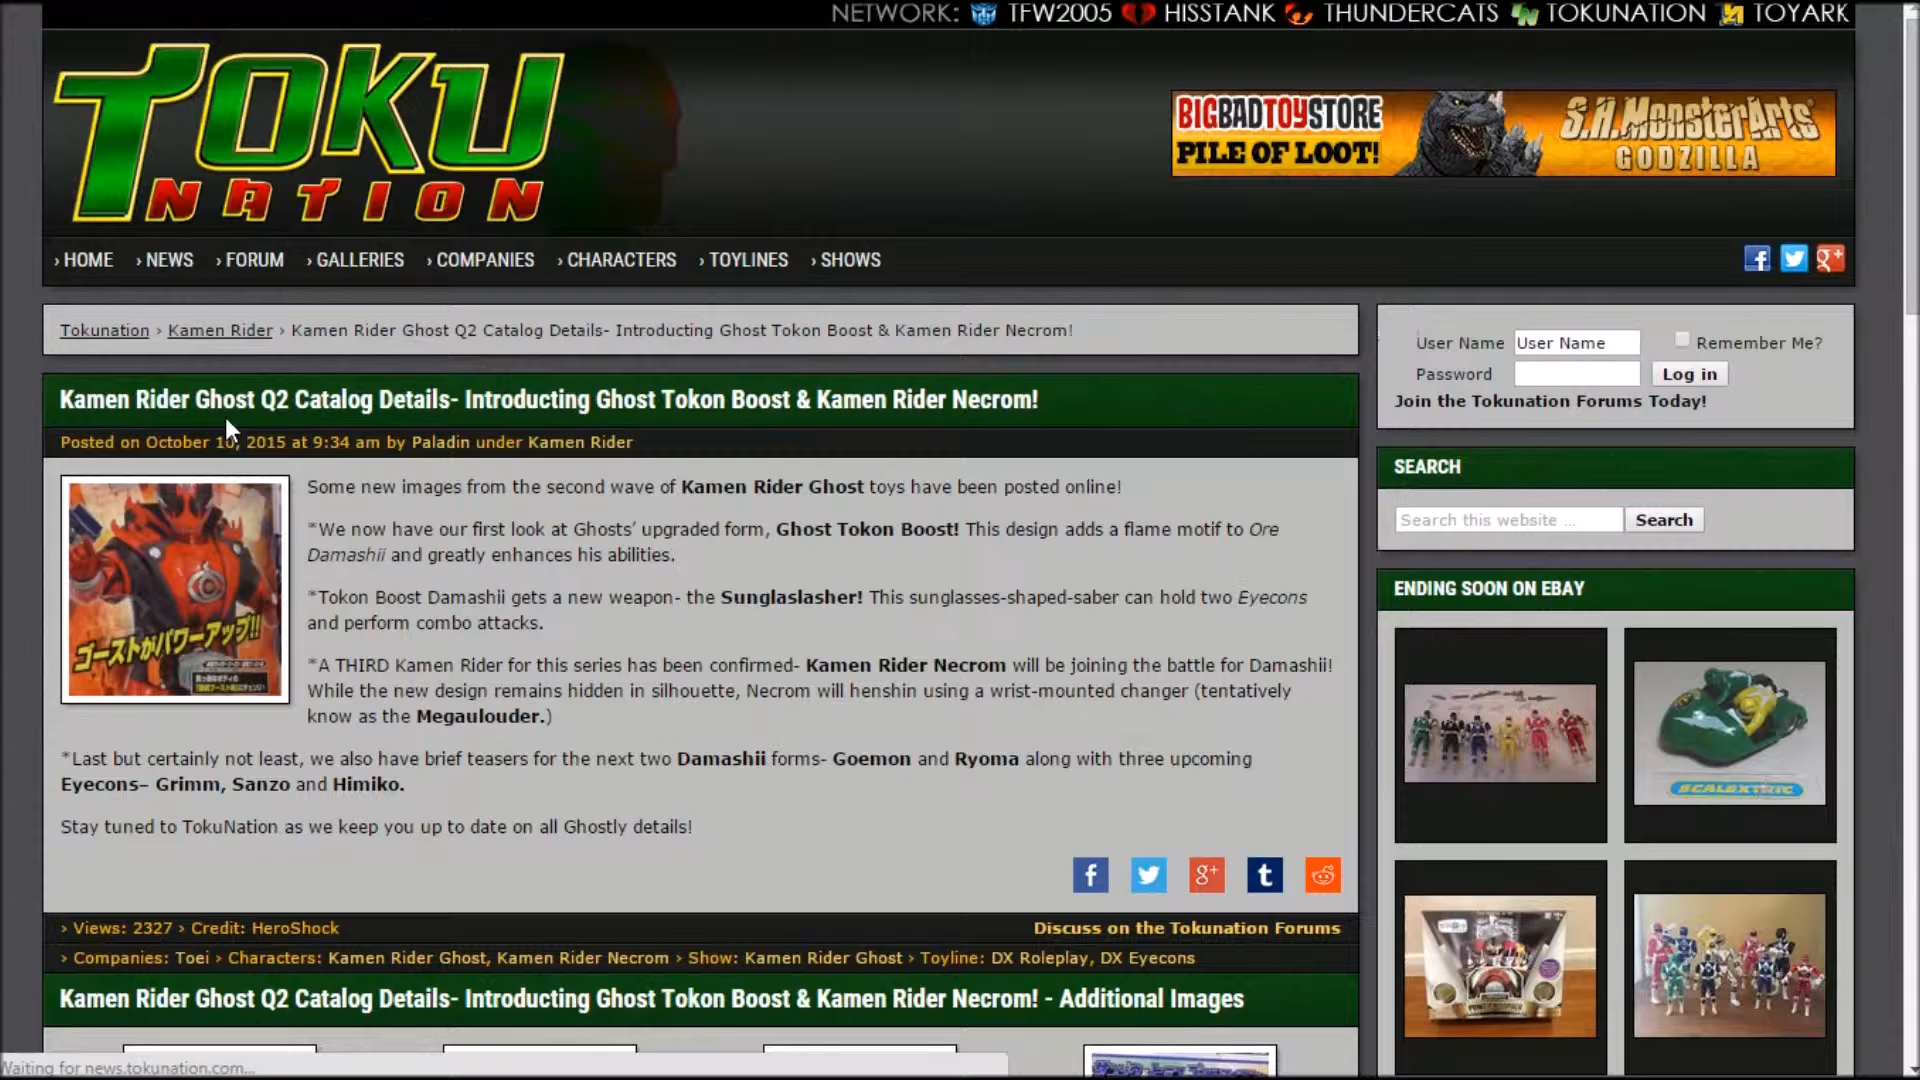 NETWORK: TFW2005 HISSTANK THUNDERCATS TOKUNATION TOYARK
TOKU
NATION
BIGBADTOYSTORE
PILE OF LOOT!
S.H.MonsterArts
GODZILLA
› HOME › NEWS › FORUM › GALLERIES › COMPANIES › CHARACTERS › TOYLINES › SHOWS
Tokunation › Kamen Rider › Kamen Rider Ghost Q2 Catalog Details- Introducting Ghost Tokon Boost & Kamen Rider Necrom!
Kamen Rider Ghost Q2 Catalog Details- Introducting Ghost Tokon Boost & Kamen Rider Necrom!
Posted on October 10, 2015 at 9:34 am by Paladin under Kamen Rider
ゴーストがパワーアップ!!
Some new images from the second wave of Kamen Rider Ghost toys have been posted online!
*We now have our first look at Ghosts’ upgraded form, Ghost Tokon Boost! This design adds a flame motif to Ore
Damashii and greatly enhances his abilities.
*Tokon Boost Damashii gets a new weapon- the Sunglaslasher! This sunglasses-shaped-saber can hold two Eyecons
and perform combo attacks.
*A THIRD Kamen Rider for this series has been confirmed- Kamen Rider Necrom will be joining the battle for Damashii!
While the new design remains hidden in silhouette, Necrom will henshin using a wrist-mounted changer (tentatively
know as the Megaulouder.)
*Last but certainly not least, we also have brief teasers for the next two Damashii forms- Goemon and Ryoma along with three upcoming
Eyecons– Grimm, Sanzo and Himiko.
Stay tuned to TokuNation as we keep you up to date on all Ghostly details!
› Views: 2327 › Credit: HeroShock
Discuss on the Tokunation Forums
› Companies: Toei › Characters: Kamen Rider Ghost, Kamen Rider Necrom › Show: Kamen Rider Ghost › Toyline: DX Roleplay, DX Eyecons
Kamen Rider Ghost Q2 Catalog Details- Introducting Ghost Tokon Boost & Kamen Rider Necrom! - Additional Images
User Name User Name Remember Me?
Password Log in
Join the Tokunation Forums Today!
SEARCH
Search this website ... Search
ENDING SOON ON EBAY
SCALEXTRIC
Waiting for news.tokunation.com...